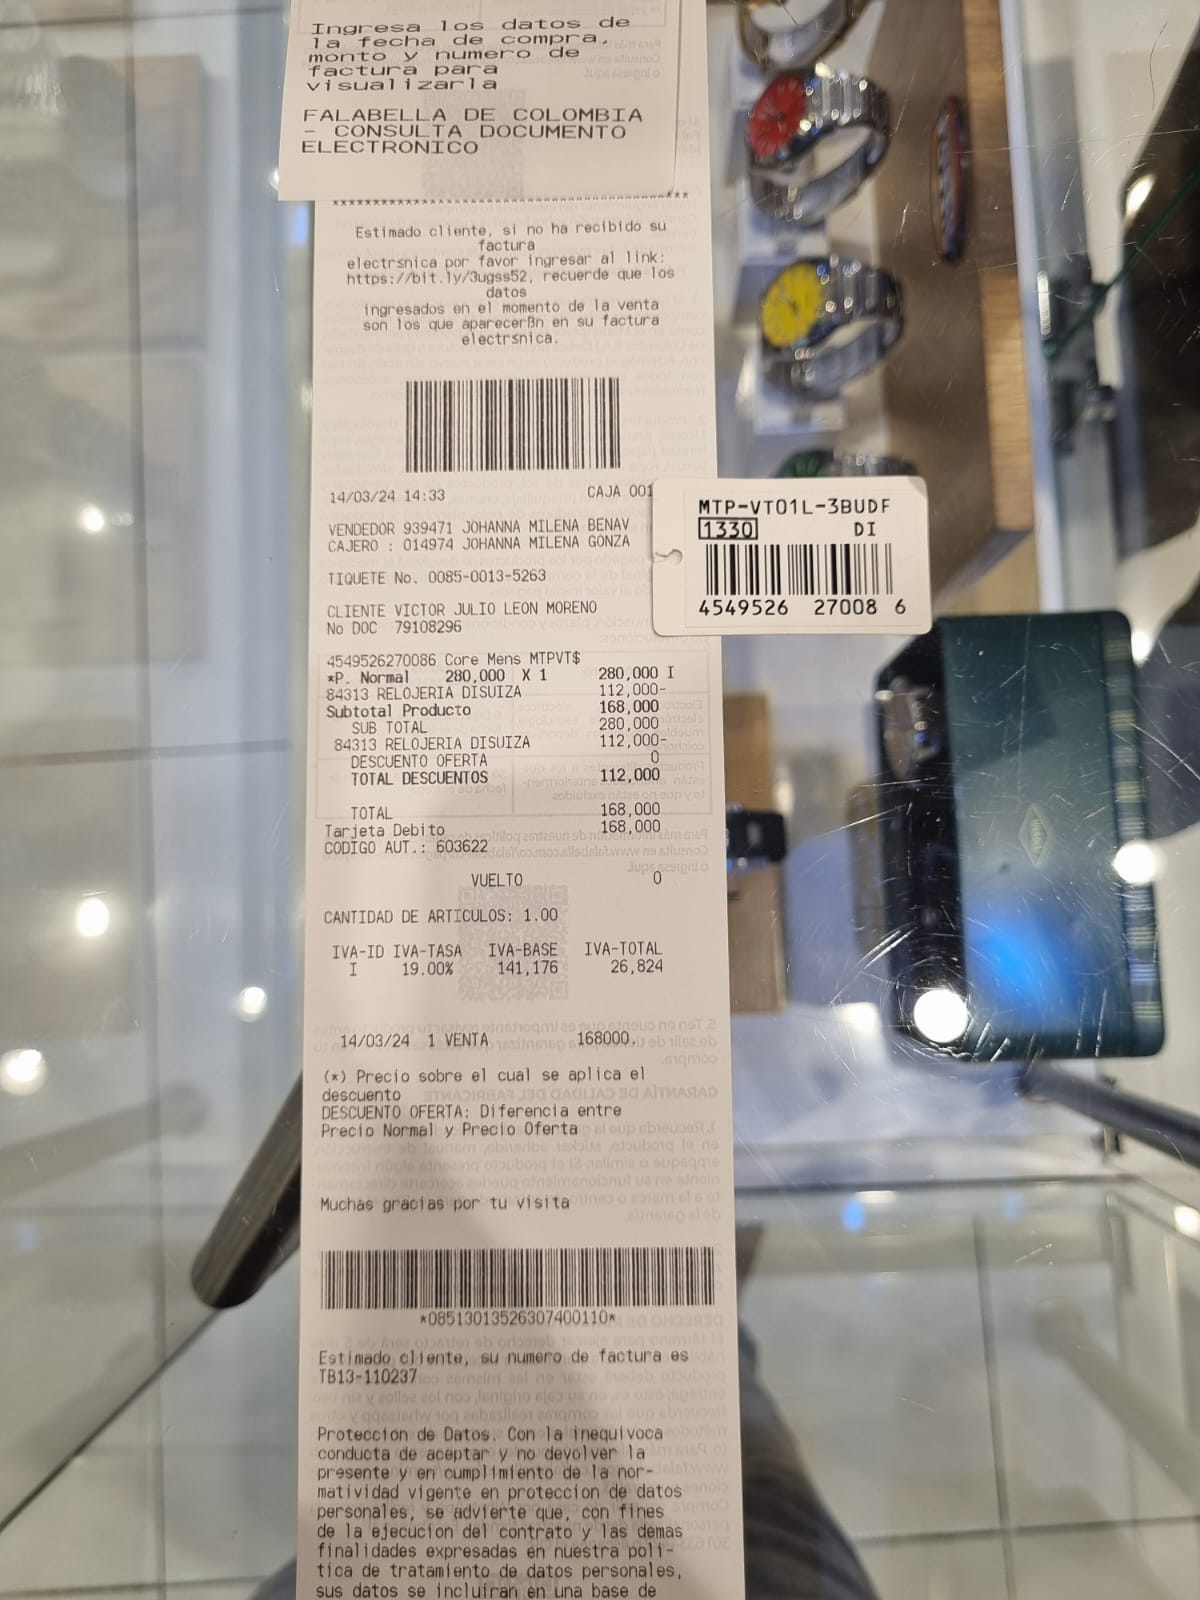 Ingresa los datos de
la fecha de compra,
monto y numero de
factura para
visualizarla
FALABELLA DE COLOMBIA
- CONSULTA DOCUMENTO
ELECTRONICO
Estimado cliente, si no ha recibido su
factura
electrsnica por favor ingresar al link:
https://bit.ly/3ugss52, recuerde que los
datos
ingresados en el momento de la venta
son los que aparecerßn en su factura
electrsnica.
14/03/24 14:33 CAJA 001
VENDEDOR 939471 JOHANNA MILENA BENAV
CAJERO : 014974 JOHANNA MILENA GONZA
TIQUETE No. 0085-0013-5263
CLIENTE VICTOR JULIO LEON MORENO
No DOC 79108296
4549526270086 Core Mens MTPVT$
*P. Normal 280,000 X 1 280,000 I
84313 RELOJERIA DISUIZA 112,000-
Subtotal Producto 168,000
SUB TOTAL 280,000
84313 RELOJERIA DISUIZA 112,000-
DESCUENTO OFERTA 0
TOTAL DESCUENTOS 112,000
TOTAL 168,000
Tarjeta Debito 168,000
CODIGO AUT.: 603622
VUELTO 0
CANTIDAD DE ARTICULOS: 1.00
IVA-ID IVA-TASA IVA-BASE IVA-TOTAL
I 19.00% 141,176 26,824
14/03/24 1 VENTA 168000.
(*) Precio sobre el cual se aplica el
descuento
DESCUENTO OFERTA: Diferencia entre
Precio Normal y Precio Oferta
Muchas gracias por tu visita
*08513013526307400110*
Estimado cliente, su numero de factura es
TB13-110237
Proteccion de Datos. Con la inequivoca
conducta de aceptar y no devolver la
presente y en cumplimiento de la nor-
matividad vigente en proteccion de datos
personales, se advierte que, con fines
de la ejecucion del contrato y las demas
finalidades expresadas en nuestra poli-
tica de tratamiento de datos personales,
sus datos se incluiran en una base de
MTP-VT01L-3BUDF
1330 DI
4549526 27008 6